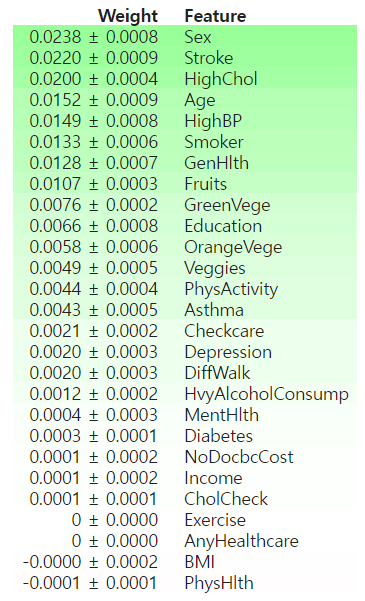 Weight Feature
0.0238 ± 0.0008 Sex
0.0220 ± 0.0009 Stroke
0.0200 ± 0.0004 HighChol
0.0152 ± 0.0009 Age
0.0149 ± 0.0008 HighBP
0.0133 ± 0.0006 Smoker
0.0128 ± 0.0007 GenHlth
0.0107 ± 0.0003 Fruits
0.0076 ± 0.0002 GreenVege
0.0066 ± 0.0008 Education
0.0058 ± 0.0006 OrangeVege
0.0049 ± 0.0005 Veggies
0.0044 ± 0.0004 PhysActivity
0.0043 ± 0.0005 Asthma
0.0021 ± 0.0002 Checkcare
0.0020 ± 0.0003 Depression
0.0020 ± 0.0003 DiffWalk
0.0012 ± 0.0002 HvyAlcoholConsump
0.0004 ± 0.0003 MentHlth
0.0003 ± 0.0001 Diabetes
0.0001 ± 0.0002 NoDocbcCost
0.0001 ± 0.0002 Income
0.0001 ± 0.0001 CholCheck
0 ± 0.0000 Exercise
0 ± 0.0000 AnyHealthcare
-0.0000 ± 0.0002 BMI
-0.0001 ± 0.0001 PhysHlth